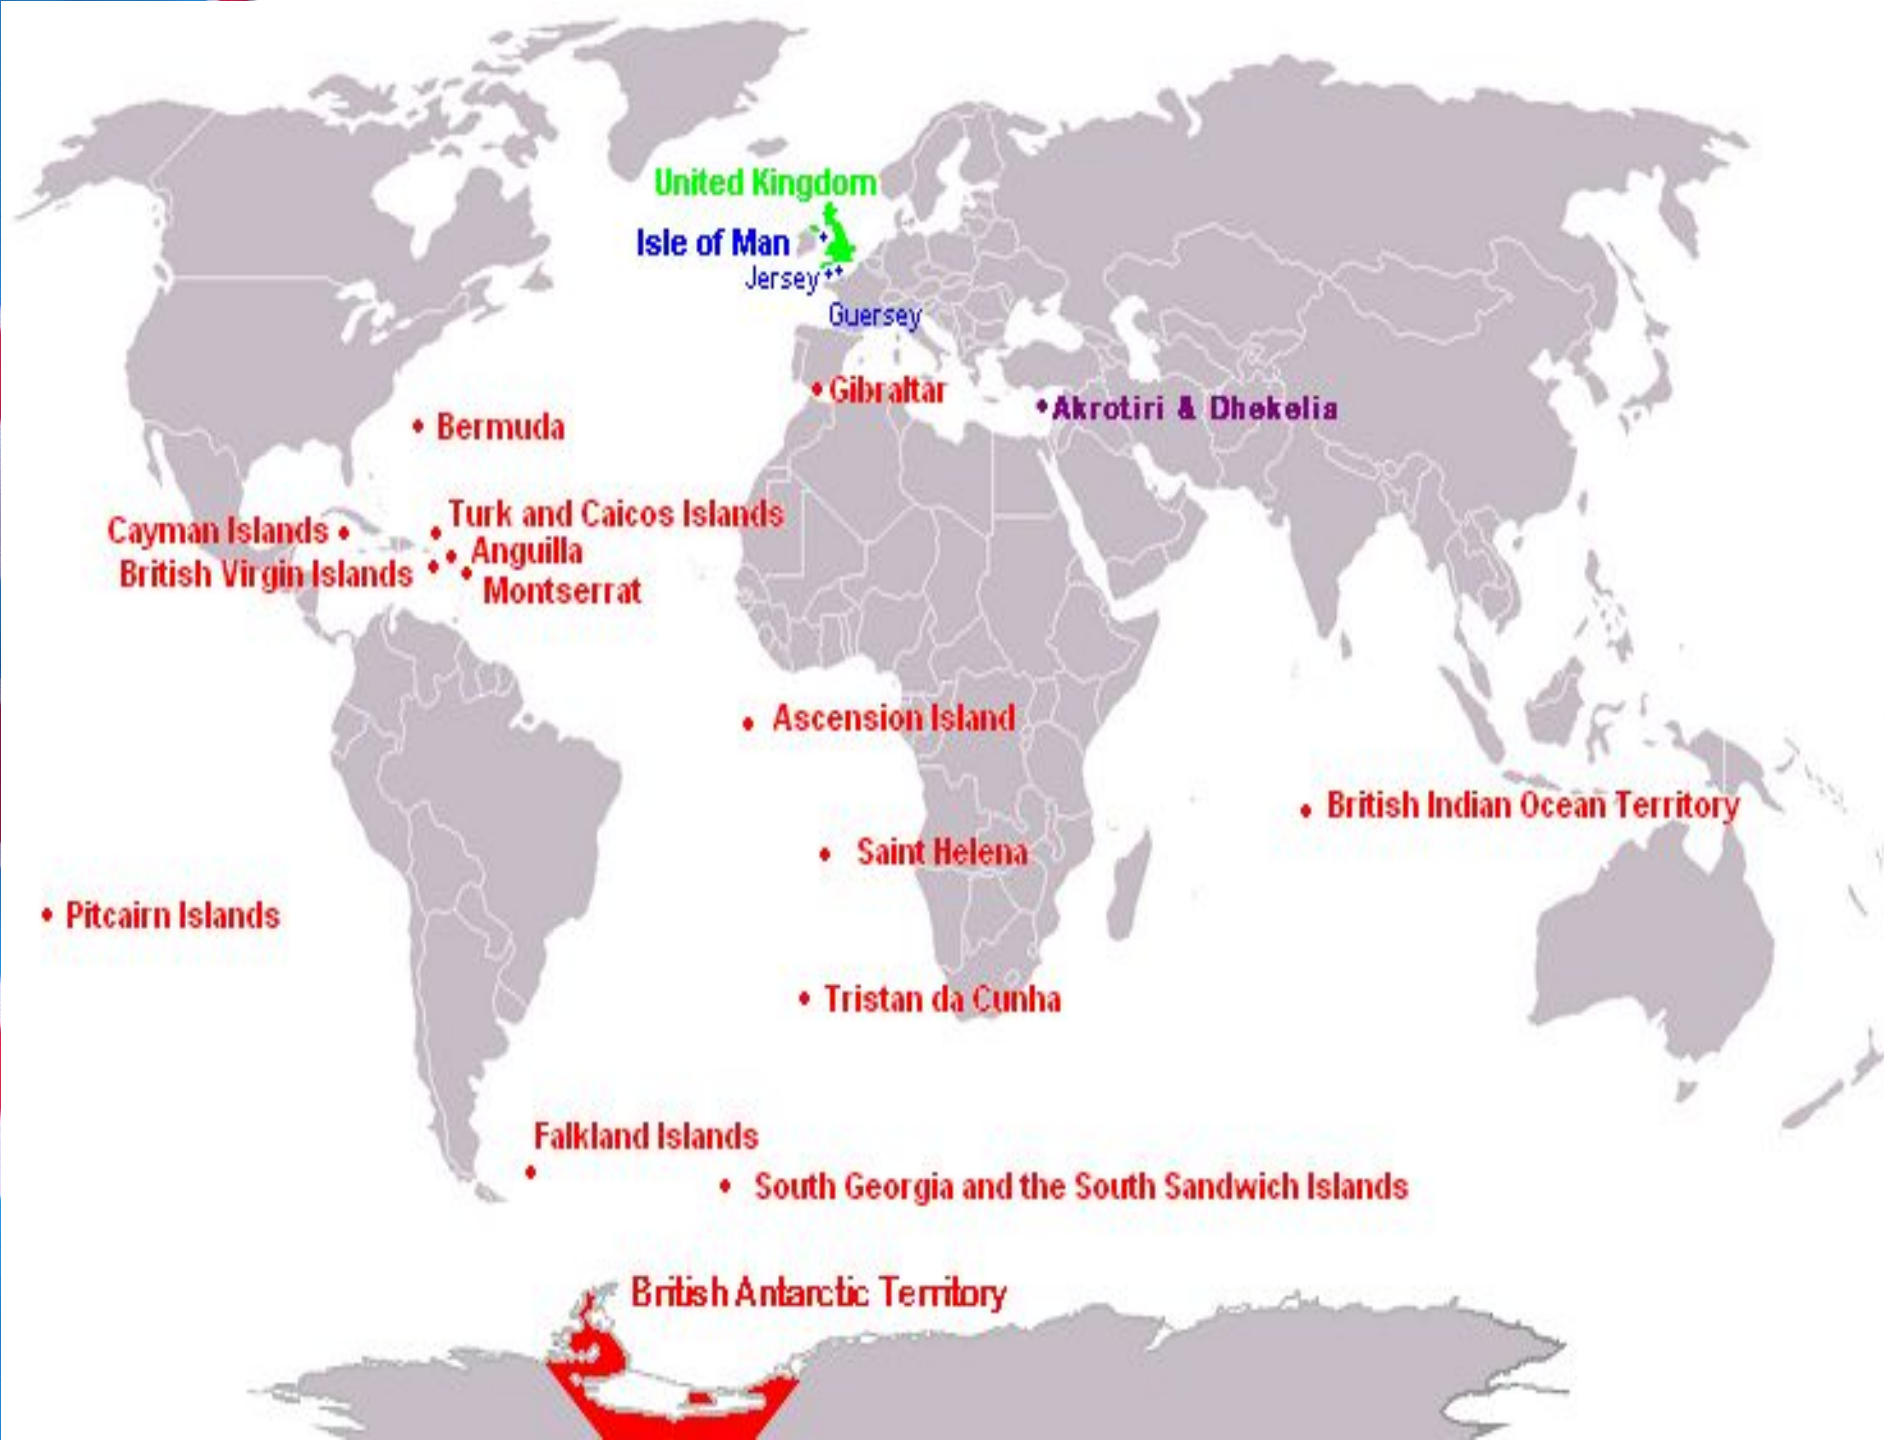 United Kingdom
Isle of Man
Jersey
Guersey
Gibraltar
Akrotiri & Dhekelia
Bermuda
Turk and Caicos Islands
Cayman Islands
Anguilla
British Virgin Islands
Montserrat
Ascension Island
British Indian Ocean Territory
Saint Helena
Pitcairn Islands
Tristan da Cunha
Falkland Islands
South Georgia and the South Sandwich Islands
British Antarctic Territory